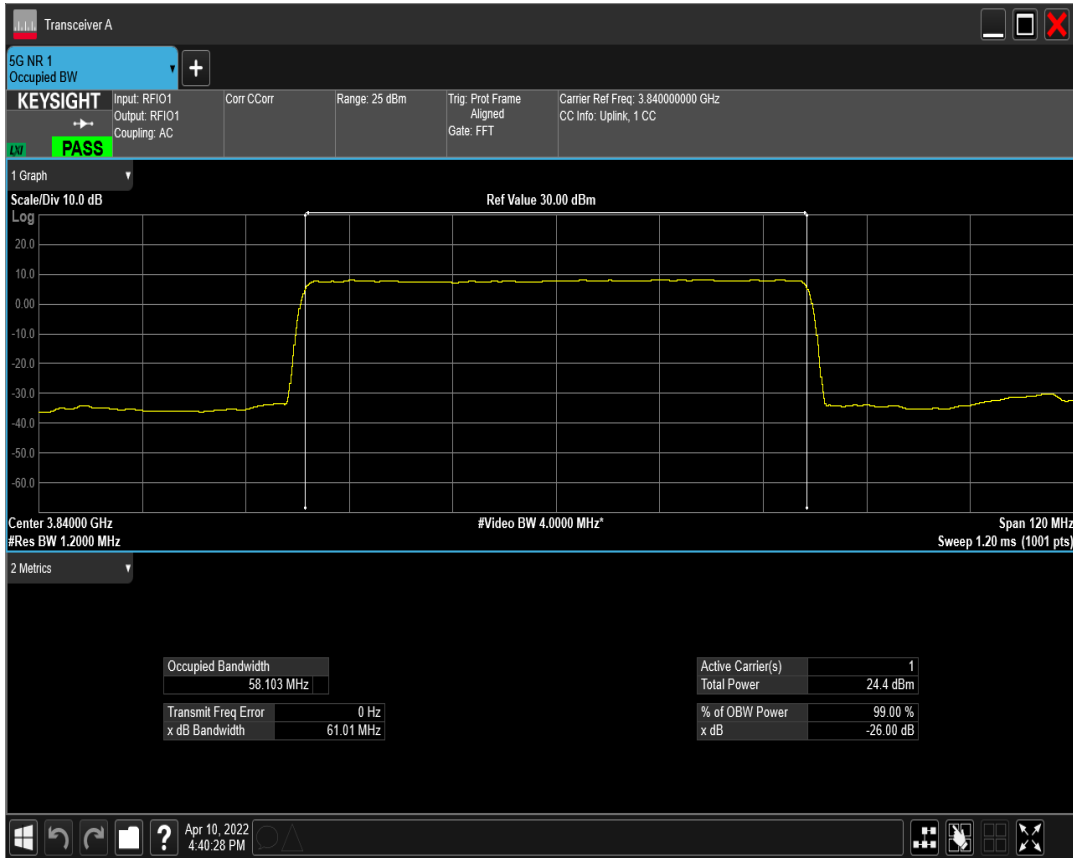 Transceiver A
5G NR 1
Occupied BW
KEYSIGHT
LXI
PASS
Input: RFIO1
Output: RFIO1
Coupling: AC
Corr CCorr
Range: 25 dBm
Trig: Prot Frame
Aligned
Gate: FFT
Carrier Ref Freq: 3.840000000 GHz
CC Info: Uplink, 1 CC
1 Graph
Scale/Div 10.0 dB
Ref Value 30.00 dBm
Log
20.0
10.0
0.00
-10.0
-20.0
-30.0
-40.0
-50.0
-60.0
Center 3.84000 GHz
#Video BW 4.0000 MHz*
Span 120 MHz
#Res BW 1.2000 MHz
Sweep 1.20 ms (1001 pts)
2 Metrics
Occupied Bandwidth
58.103 MHz
Transmit Freq Error 0 Hz
x dB Bandwidth 61.01 MHz
Active Carrier(s) 1
Total Power 24.4 dBm
% of OBW Power 99.00 %
x dB -26.00 dB
?
Apr 10, 2022
4:40:28 PM